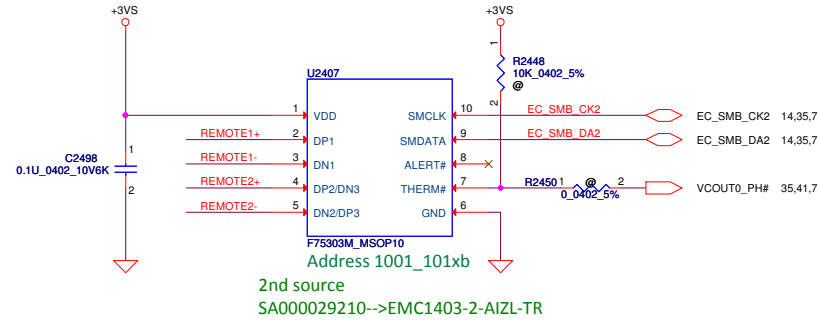 +3VS
+3VS
1
R2448
10K_0402_5%
@
2
U2407
1 VDD SMCLK 10 EC_SMB_CK2 EC_SMB_CK2 14,35,7
REMOTE1+ 2 DP1 SMDATA 9 EC_SMB_DA2 EC_SMB_DA2 14,35,7
REMOTE1- 3 DN1 ALERT# 8
REMOTE2+ 4 DP2/DN3 THERM# 7 R2450 1 @ 2 VCOUT0_PH# 35,41,7
0_0402_5%
REMOTE2- 5 DN2/DP3 GND 6
C2498 1
0.1U_0402_10V6K
2
F75303M_MSOP10
Address 1001_101xb
2nd source
SA000029210-->EMC1403-2-AIZL-TR